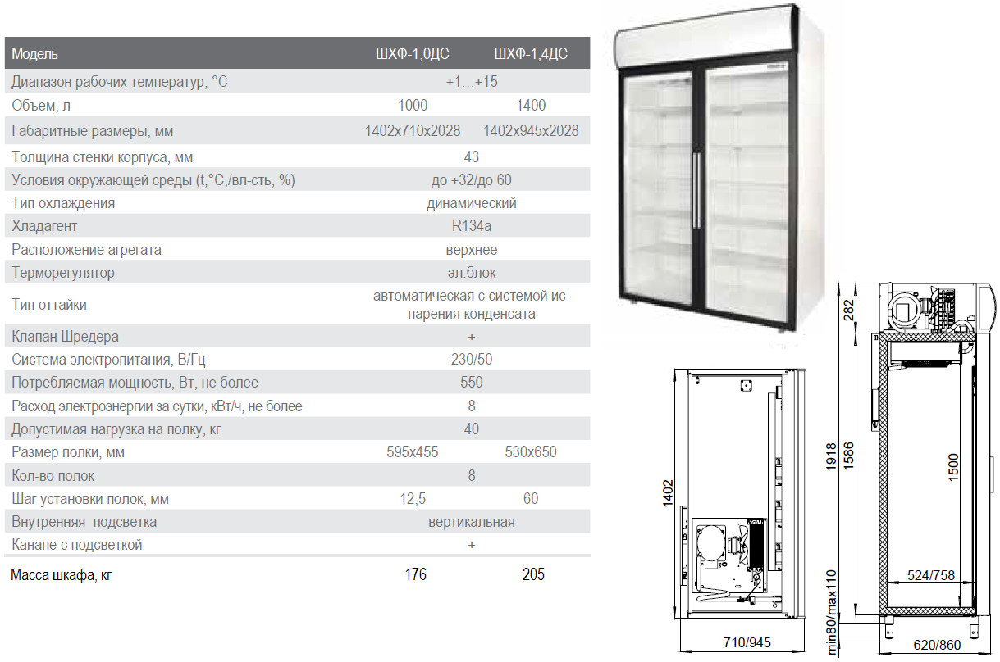 Модель ШХФ-1,0ДС ШХФ-1,4ДС
Диапазон рабочих температур, °С +1…+15
Объем, л 1000 1400
Габаритные размеры, мм 1402х710х2028 1402х945х2028
Толщина стенки корпуса, мм 43
Условия окружающей среды (t,°С,/вл-сть, %) до +32/до 60
Тип охлаждения динамический
Хладагент R134a
Расположение агрегата верхнее
Терморегулятор эл.блок
Тип оттайки автоматическая с системой ис-
парения конденсата
Клапан Шредера +
Система электропитания, В/Гц 230/50
Потребляемая мощность, Вт, не более 550
Расход электроэнергии за сутки, кВт/ч, не более 8
Допустимая нагрузка на полку, кг 40
Размер полки, мм 595х455 530х650
Кол-во полок 8
Шаг установки полок, мм 12,5 60
Внутренняя подсветка вертикальная
Канапе с подсветкой +
Масса шкафа, кг 176 205
1402
710/945
282
1918
1586
1500
524/758
min80/max110
620/860